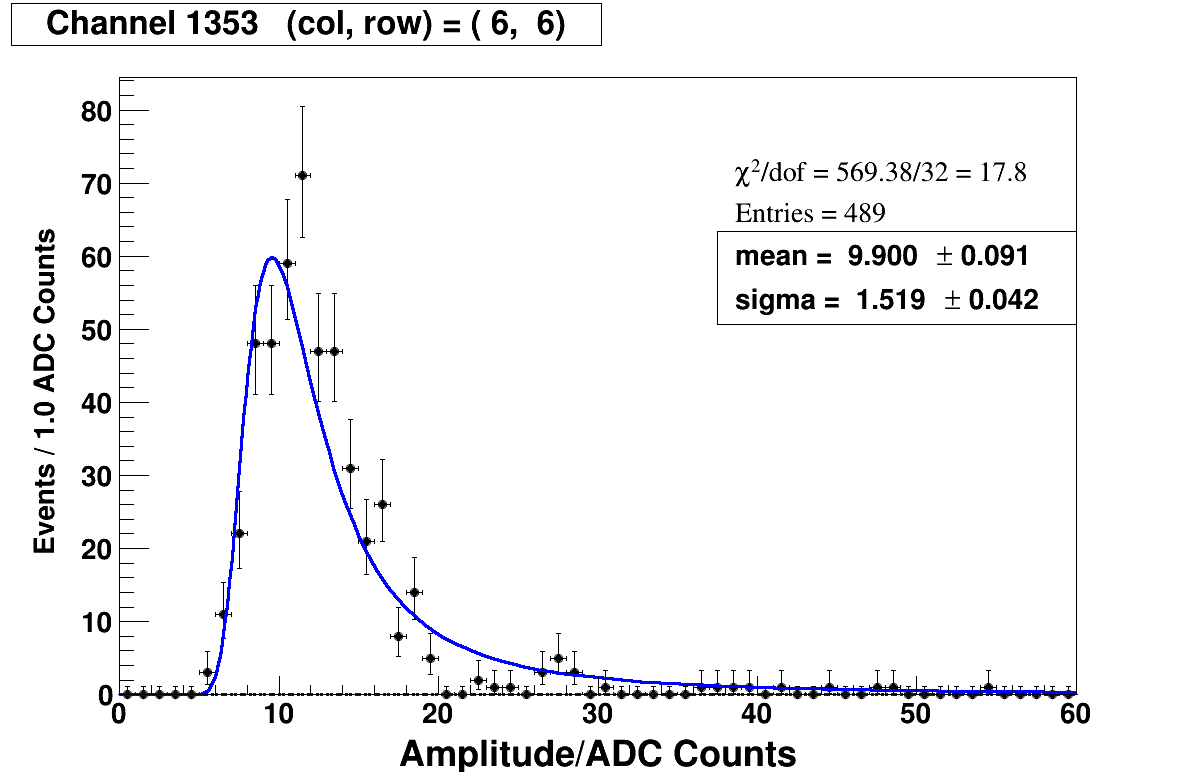 Channel 1353 (col, row) = ( 6, 6)
80
70
60
50
40
30
20
10
0
Events / 1.0 ADC Counts
χ²/dof = 569.38/32 = 17.8
Entries = 489
mean = 9.900 ± 0.091
sigma = 1.519 ± 0.042
0 10 20 30 40 50 60
Amplitude/ADC Counts